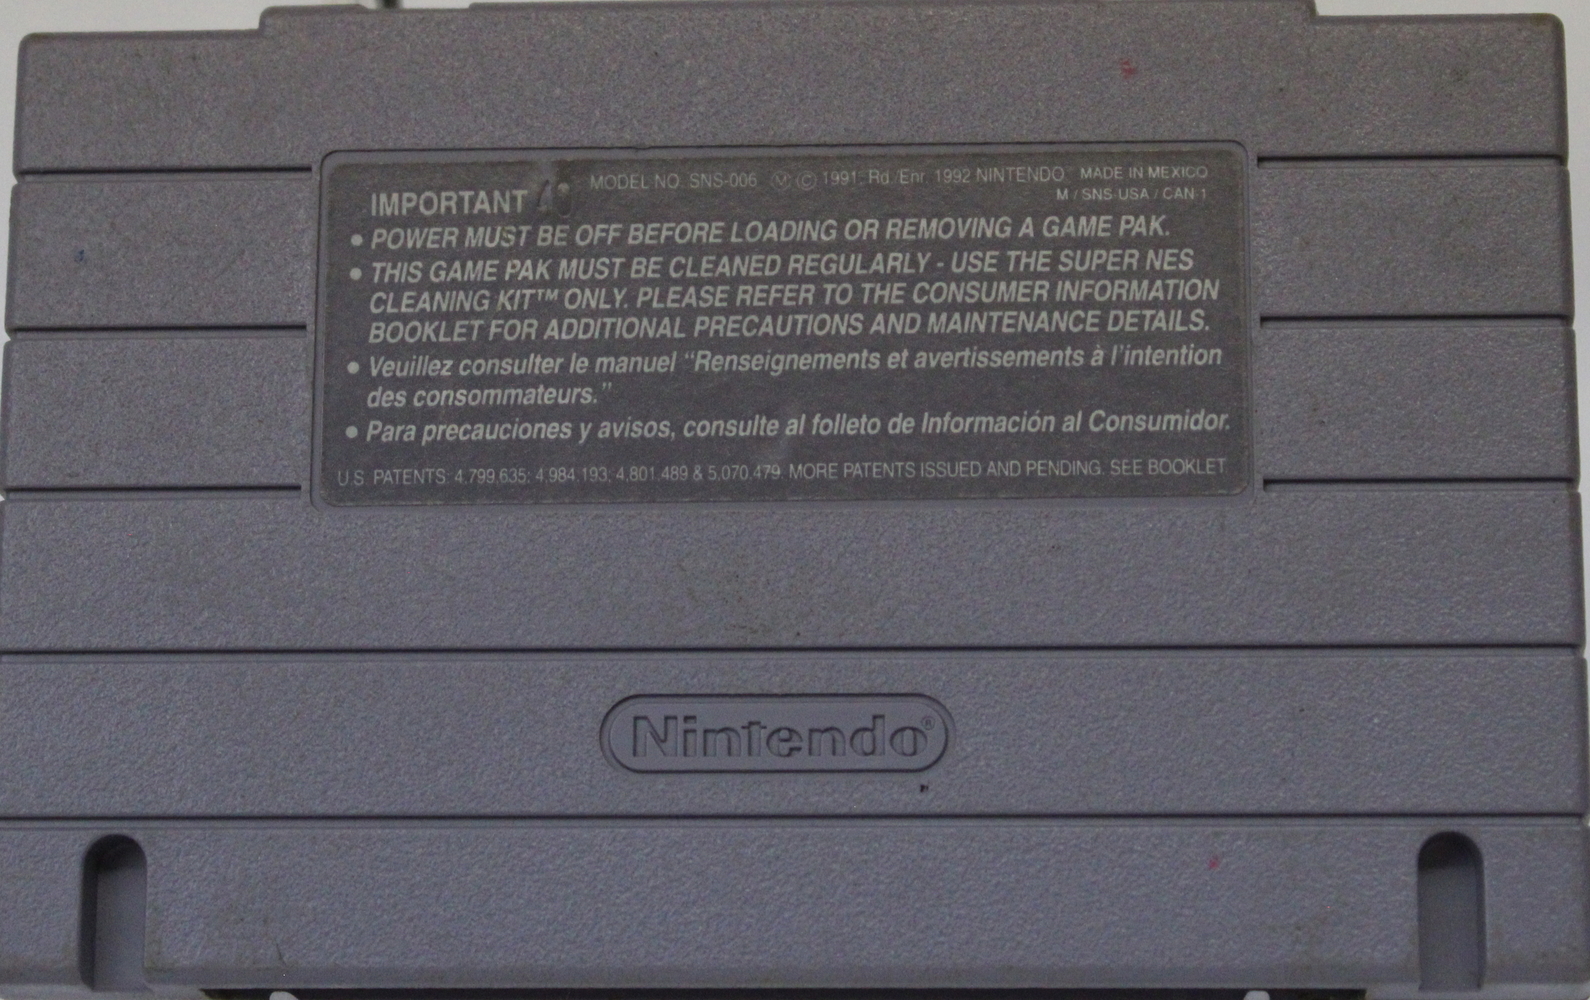 IMPORTANT
MODEL NO. SNS-006 Ⓜ © 1991 Rd/Enr. 1992 NINTENDO MADE IN MEXICO
M / SNS-USA / CAN-1
• POWER MUST BE OFF BEFORE LOADING OR REMOVING A GAME PAK.
• THIS GAME PAK MUST BE CLEANED REGULARLY - USE THE SUPER NES
CLEANING KIT™ ONLY. PLEASE REFER TO THE CONSUMER INFORMATION
BOOKLET FOR ADDITIONAL PRECAUTIONS AND MAINTENANCE DETAILS.
• Veuillez consulter le manuel “Renseignements et avertissements à l'intention
des consommateurs.”
• Para precauciones y avisos, consulte al folleto de Información al Consumidor.
U.S. PATENTS: 4.799.635; 4.984.193; 4.801.489 & 5.070.479. MORE PATENTS ISSUED AND PENDING. SEE BOOKLET.
Nintendo®